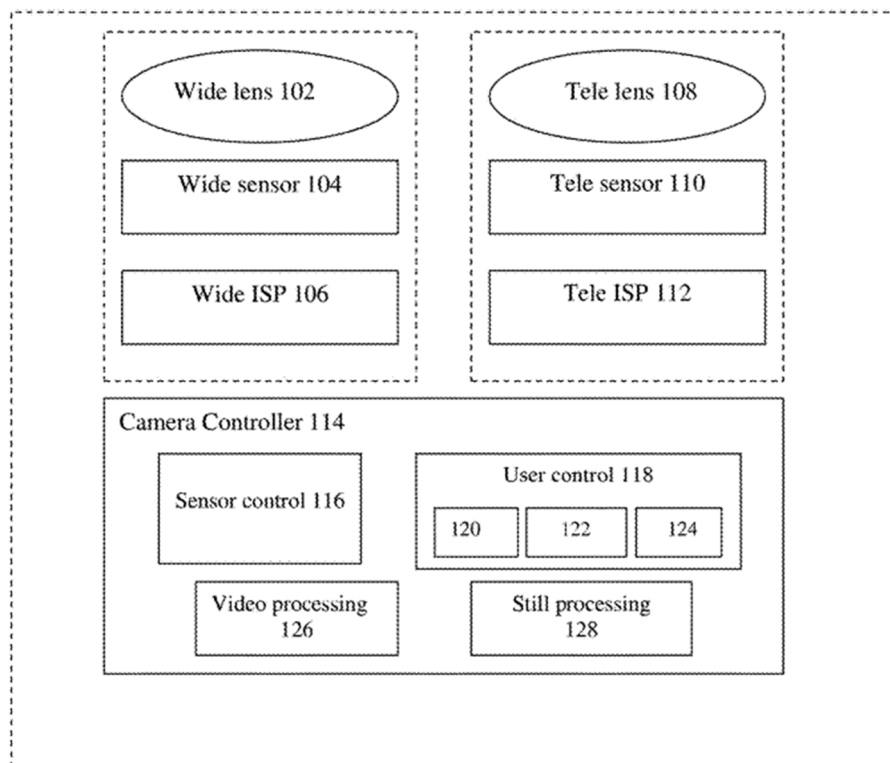 Wide lens 102
Tele lens 108
Wide sensor 104
Tele sensor 110
Wide ISP 106
Tele ISP 112
Camera Controller 114
Sensor control 116
User control 118
120
122
124
Video processing
126
Still processing
128